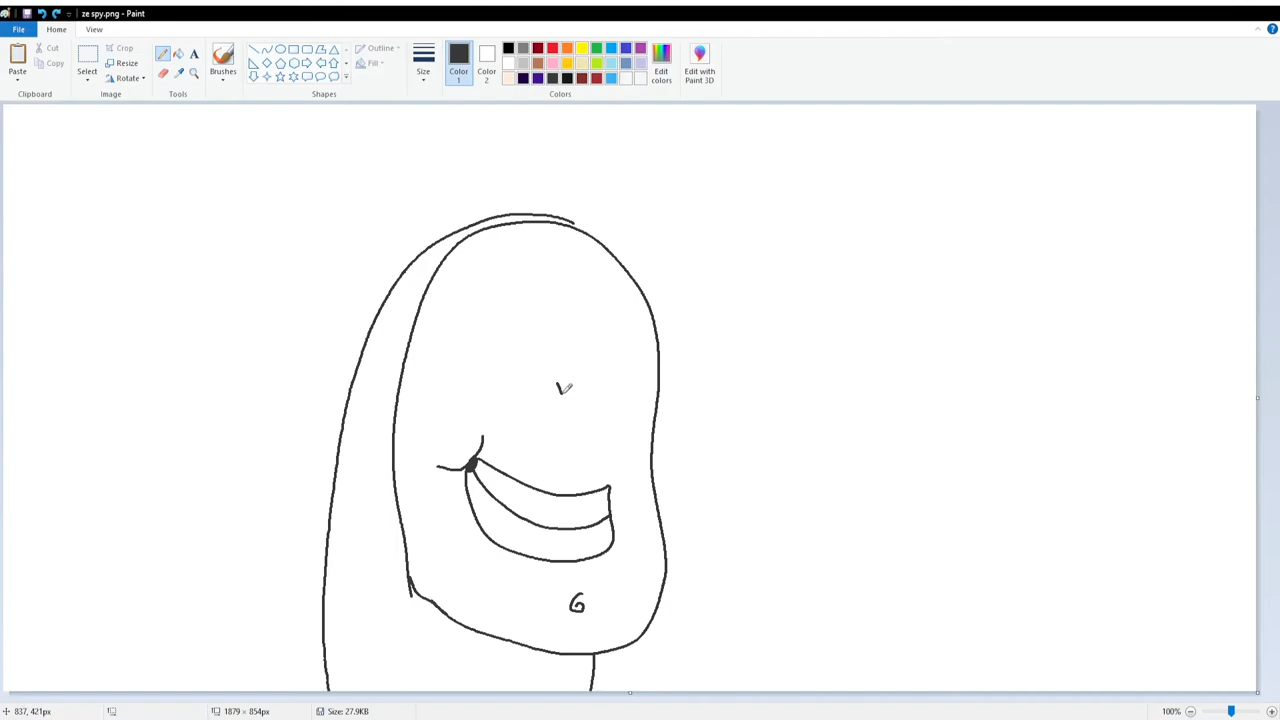 ze spy.png - Paint
File Home View
Paste Cut Copy Clipboard
Select Crop Resize Rotate Image
Tools
Brushes
Outline Fill Shapes
Size
Color 1 Color 2 Edit colors Colors
Edit with Paint 3D
837, 421px 1879 × 854px Size: 27.9KB 100%